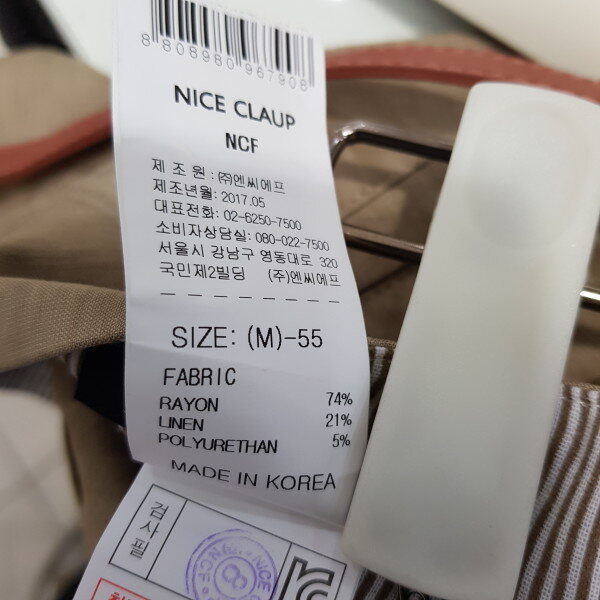 8 808980 967908
NICE CLAUP
NCF
제 조 원 : (주)엔씨에프
제조년월: 2017.05
대표전화: 02-6250-7500
소비자상담실: 080-022-7500
서울시 강남구 영동대로 320
국민제2빌딩 (주)엔씨에프
- - - - - - - - -
SIZE: (M)-55
FABRIC
RAYON 74%
LINEN 21%
POLYURETHAN 5%
MADE IN KOREA
검사필
NICE
NCF